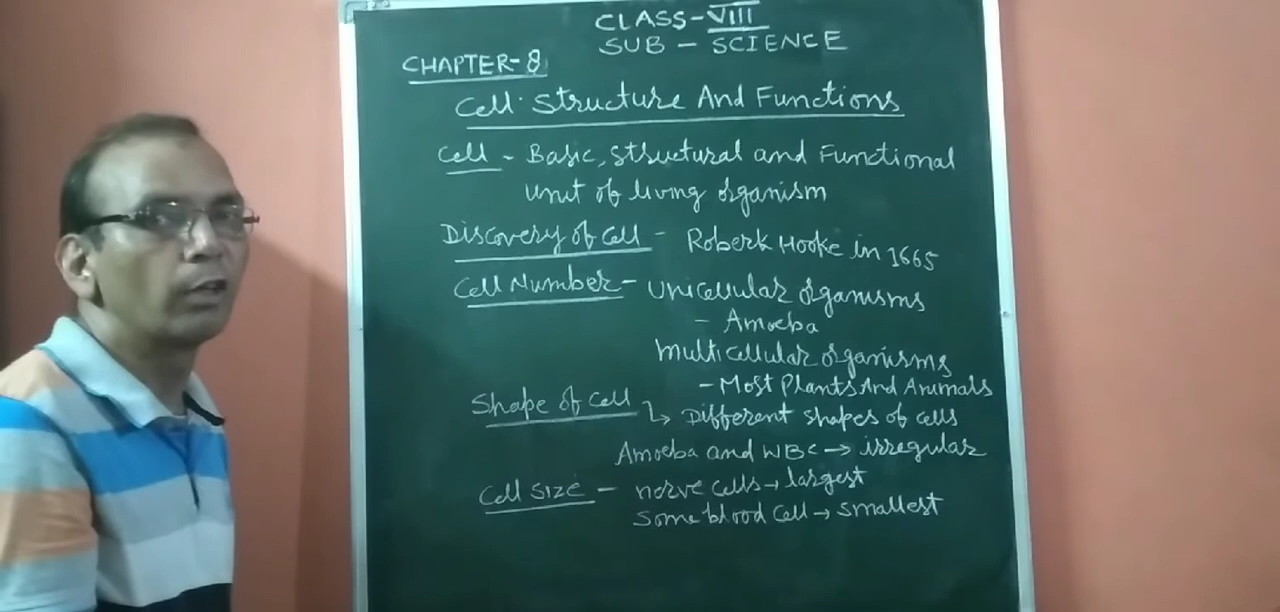 CLASS-VIII
SUB - SCIENCE
CHAPTER-8
Cell Structure And Functions
Cell - Basic, Structural and Functional
unit of living organism
Discovery of Cell - Robert Hooke in 1665
Cell Number - Unicellular organisms
- Amoeba
Multicellular organisms
- Most Plants And Animals
Shape of Cell
↳ Different shapes of cells
Amoeba and WBC → irregular
Cell Size - nerve cells → largest
Some blood Cell → smallest